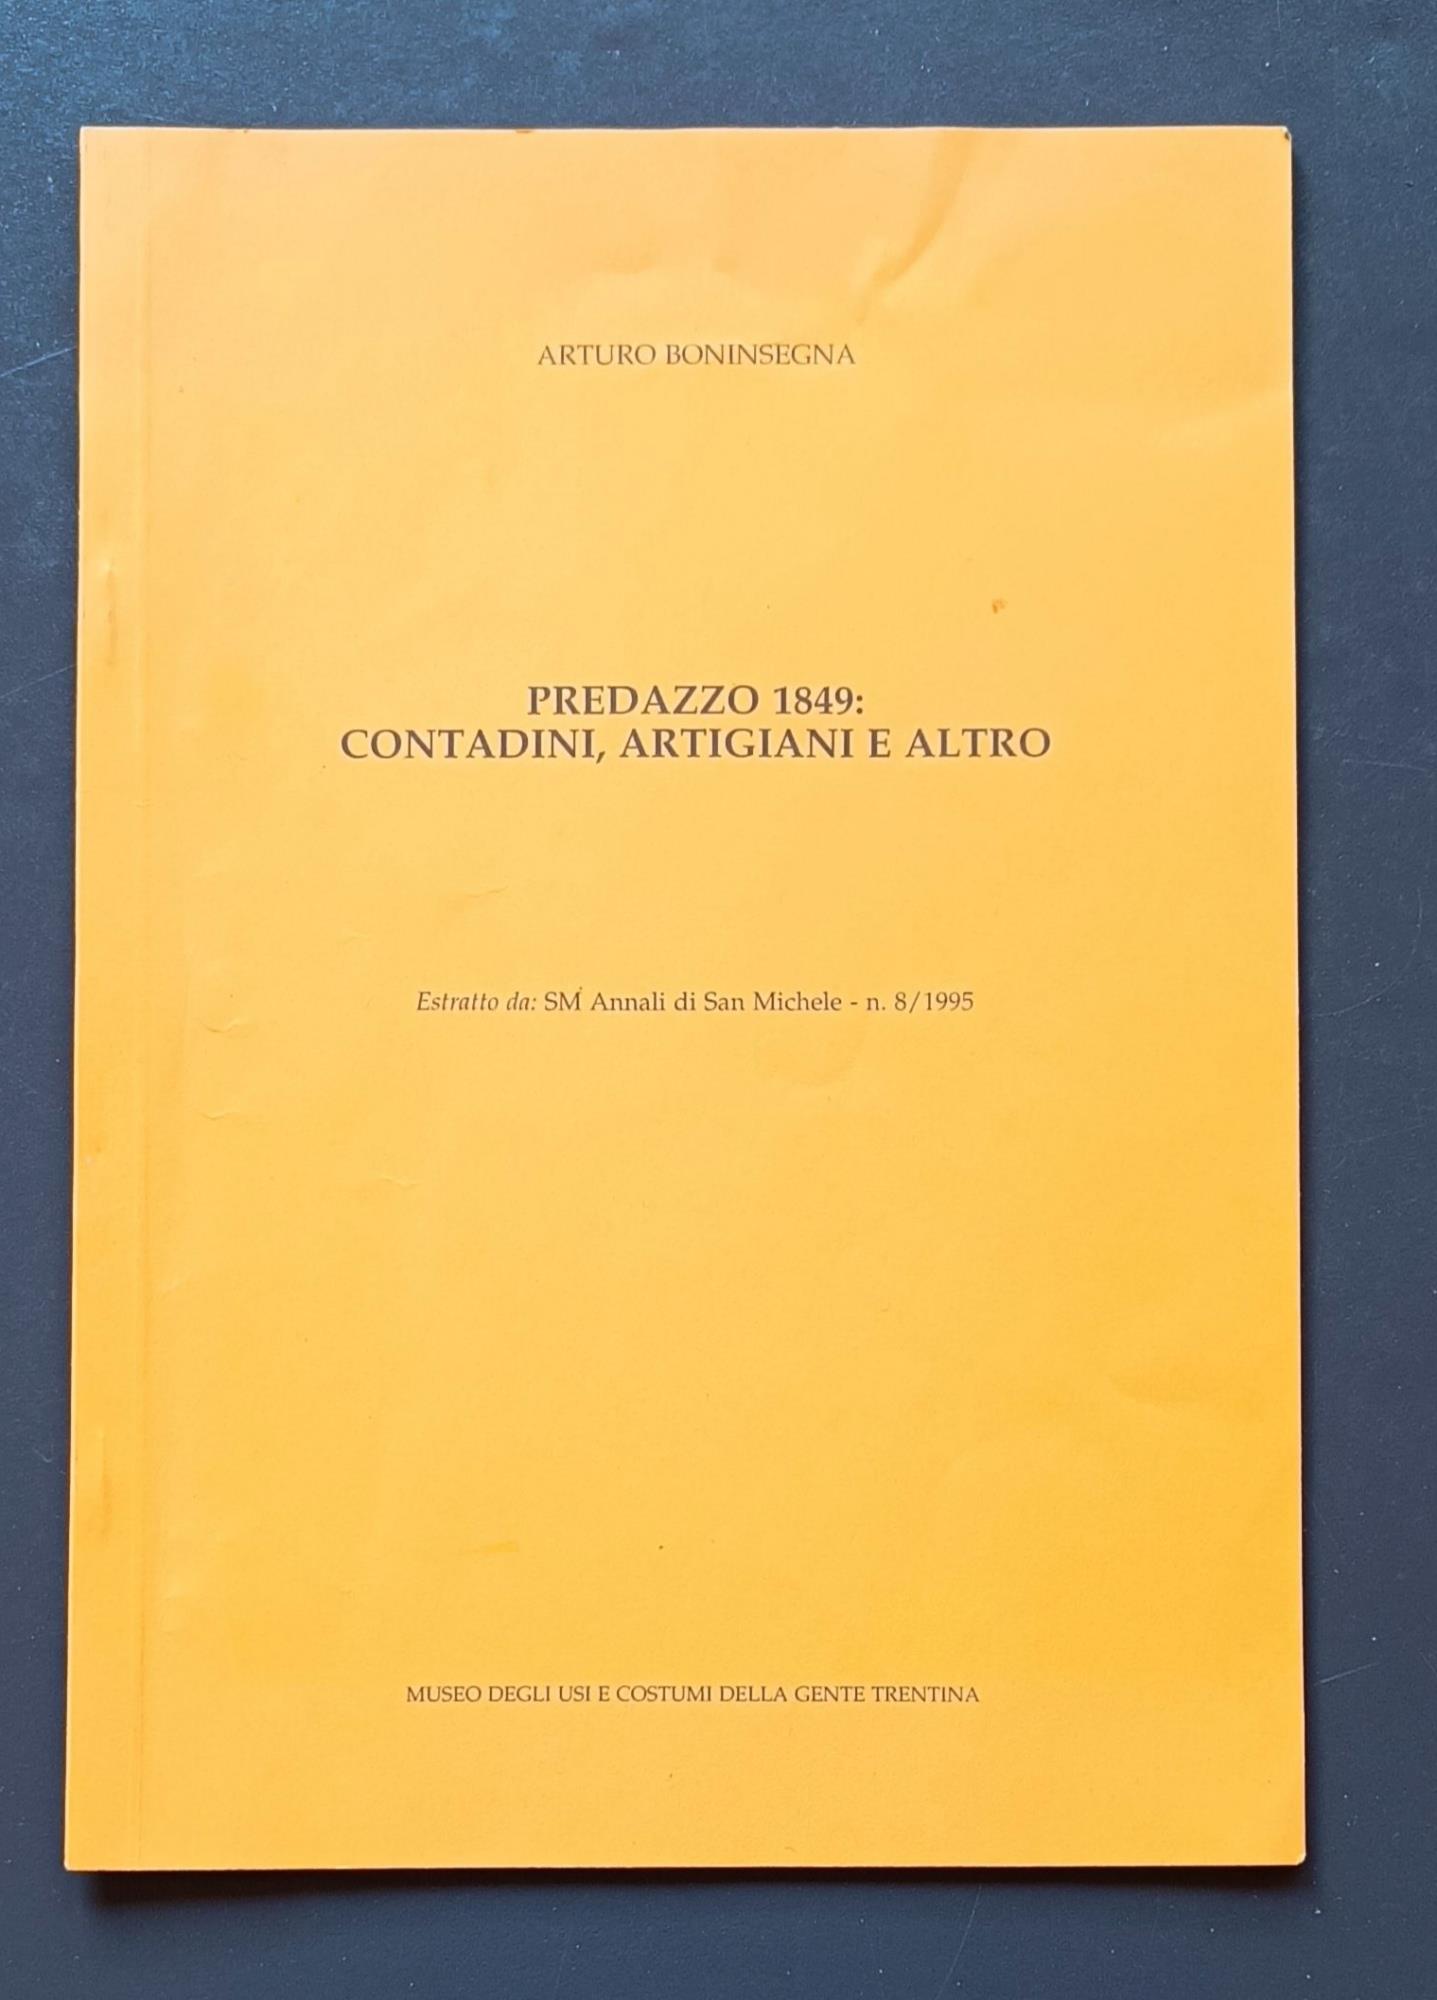 ARTURO BONINSEGNA
PREDAZZO 1849:
CONTADINI, ARTIGIANI E ALTRO
Estratto da: SM Annali di San Michele - n. 8/1995
MUSEO DEGLI USI E COSTUMI DELLA GENTE TRENTINA